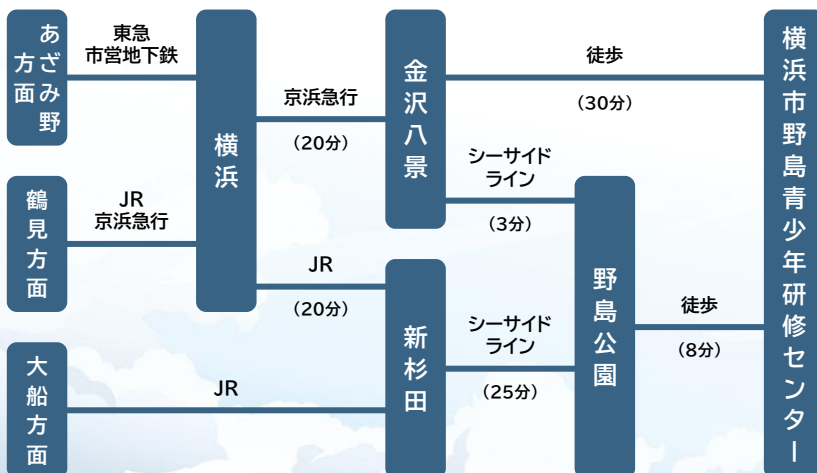 あざみ野
方面
東急
市営地下鉄
鶴見方面
JR
京浜急行
大船方面
JR
横浜
京浜急行
(20分)
JR
(20分)
金沢八景
新杉田
徒歩
(30分)
シーサイド
ライン
(3分)
シーサイド
ライン
(25分)
野島公園
徒歩
(8分)
横浜市野島青少年研修センター